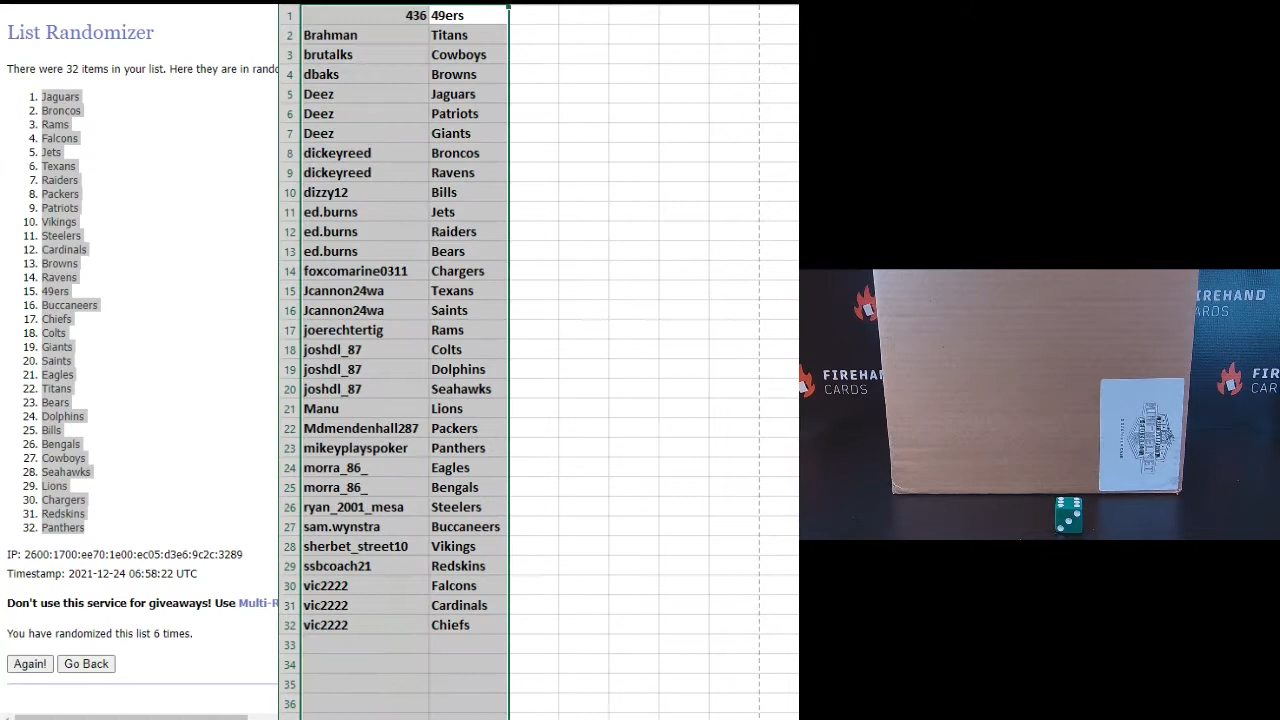 List Randomizer
There were 32 items in your list. Here they are in rando
1. Jaguars
2. Broncos
3. Rams
4. Falcons
5. Jets
6. Texans
7. Raiders
8. Packers
9. Patriots
10. Vikings
11. Steelers
12. Cardinals
13. Browns
14. Ravens
15. 49ers
16. Buccaneers
17. Chiefs
18. Colts
19. Giants
20. Saints
21. Eagles
22. Titans
23. Bears
24. Dolphins
25. Bills
26. Bengals
27. Cowboys
28. Seahawks
29. Lions
30. Chargers
31. Redskins
32. Panthers
IP: 2600:1700:ee70:1e00:ec05:d3e6:9c2c:3289
Timestamp: 2021-12-24 06:58:22 UTC
Don't use this service for giveaways! Use Multi-R
You have randomized this list 6 times.
Again! Go Back
1 436 49ers
2 Brahman Titans
3 brutalks Cowboys
4 dbaks Browns
5 Deez Jaguars
6 Deez Patriots
7 Deez Giants
8 dickeyreed Broncos
9 dickeyreed Ravens
10 dizzy12 Bills
11 ed.burns Jets
12 ed.burns Raiders
13 ed.burns Bears
14 foxcomarine0311 Chargers
15 Jcannon24wa Texans
16 Jcannon24wa Saints
17 joerechtertig Rams
18 joshdl_87 Colts
19 joshdl_87 Dolphins
20 joshdl_87 Seahawks
21 Manu Lions
22 Mdmendenhall287 Packers
23 mikeyplayspoker Panthers
24 morra_86_ Eagles
25 morra_86_ Bengals
26 ryan_2001_mesa Steelers
27 sam.wynstra Buccaneers
28 sherbet_street10 Vikings
29 ssbcoach21 Redskins
30 vic2222 Falcons
31 vic2222 Cardinals
32 vic2222 Chiefs
33
34
35
36
IREHAND
ARDS
FIREHAN
CARDS
FIR
CAR